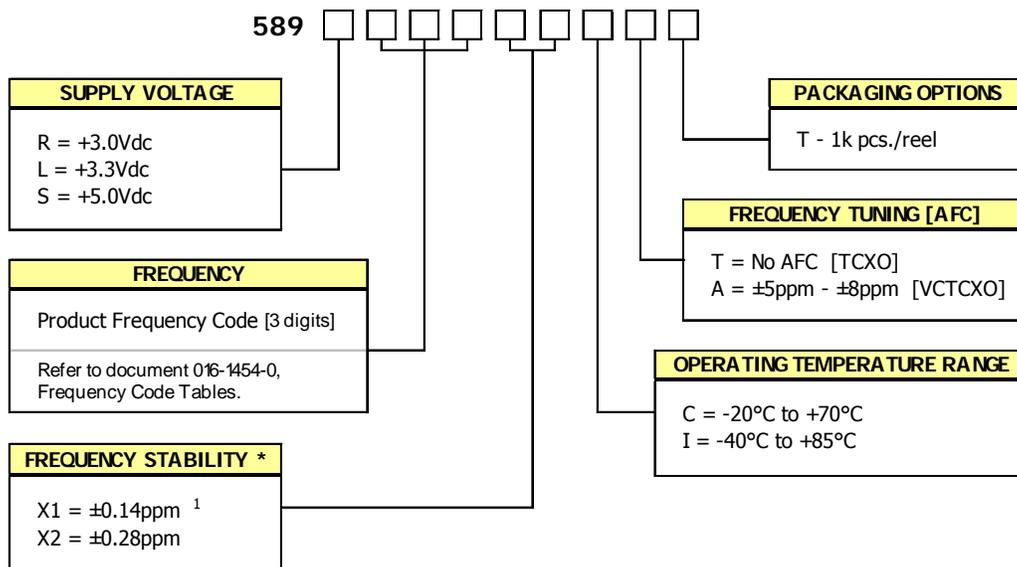 589
SUPPLY VOLTAGE
R = +3.0Vdc
L = +3.3Vdc
S = +5.0Vdc
FREQUENCY
Product Frequency Code [3 digits]
Refer to document 016-1454-0,
Frequency Code Tables.
FREQUENCY STABILITY *
X1 = ±0.14ppm 1
X2 = ±0.28ppm
PACKAGING OPTIONS
T - 1k pcs./reel
FREQUENCY TUNING [AFC]
T = No AFC [TCXO]
A = ±5ppm - ±8ppm [VCTCXO]
OPERATING TEMPERATURE RANGE
C = -20°C to +70°C
I = -40°C to +85°C